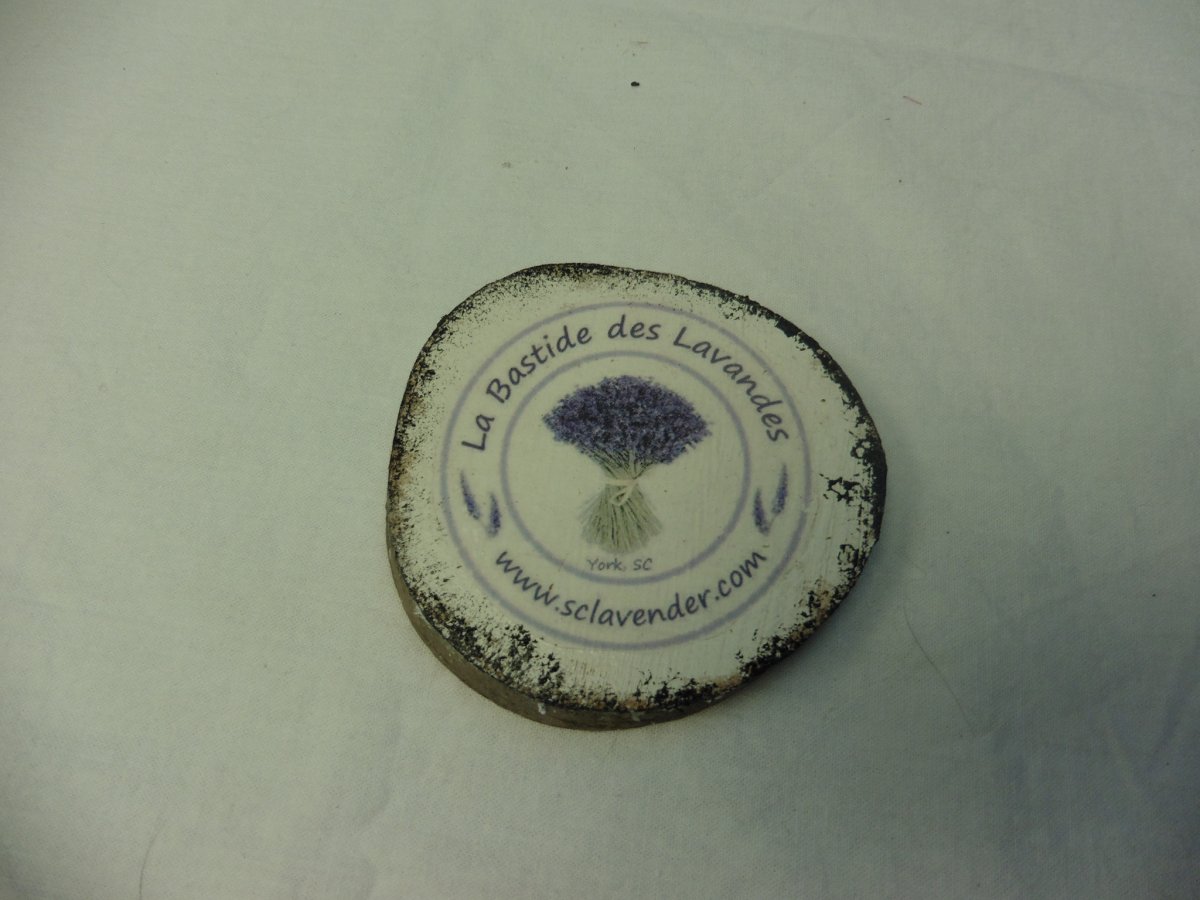 La Bastide des Lavandes
York, SC
www.sclavender.com